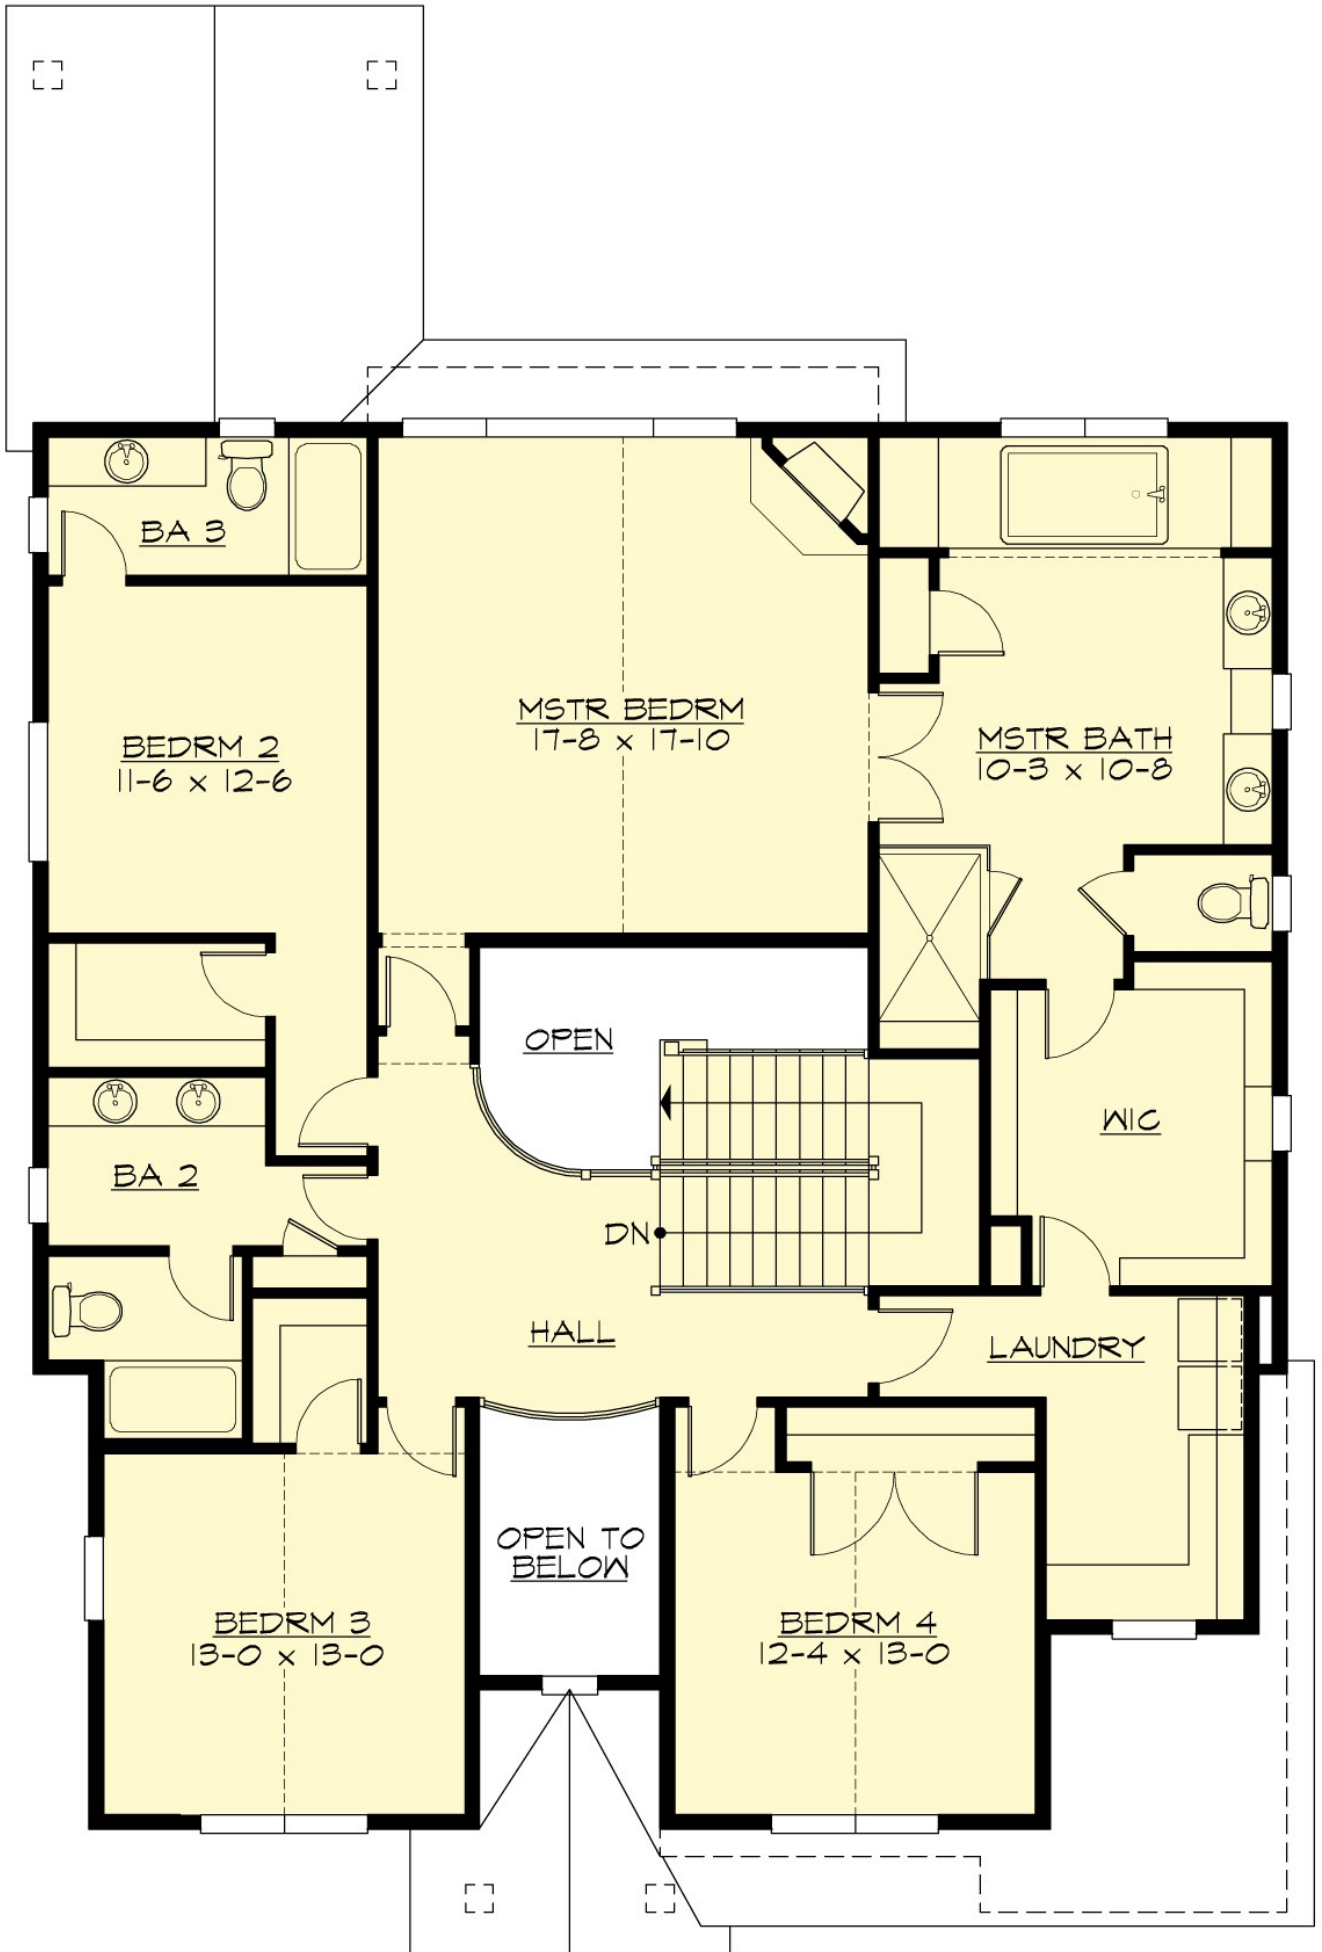 BA 3
MSTR BEDRM
17-8 x 17-10
BEDRM 2
11-6 x 12-6
MSTR BATH
10-3 x 10-8
OPEN
WIC
BA 2
DN
HALL
LAUNDRY
OPEN TO
BELOW
BEDRM 3
13-0 x 13-0
BEDRM 4
12-4 x 13-0